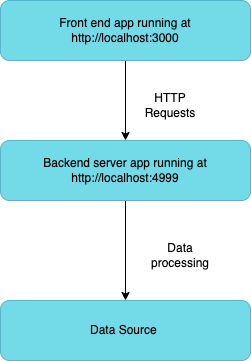 Front end app running at
http://localhost:3000
HTTP
Requests
Backend server app running at
http://localhost:4999
Data
processing
Data Source